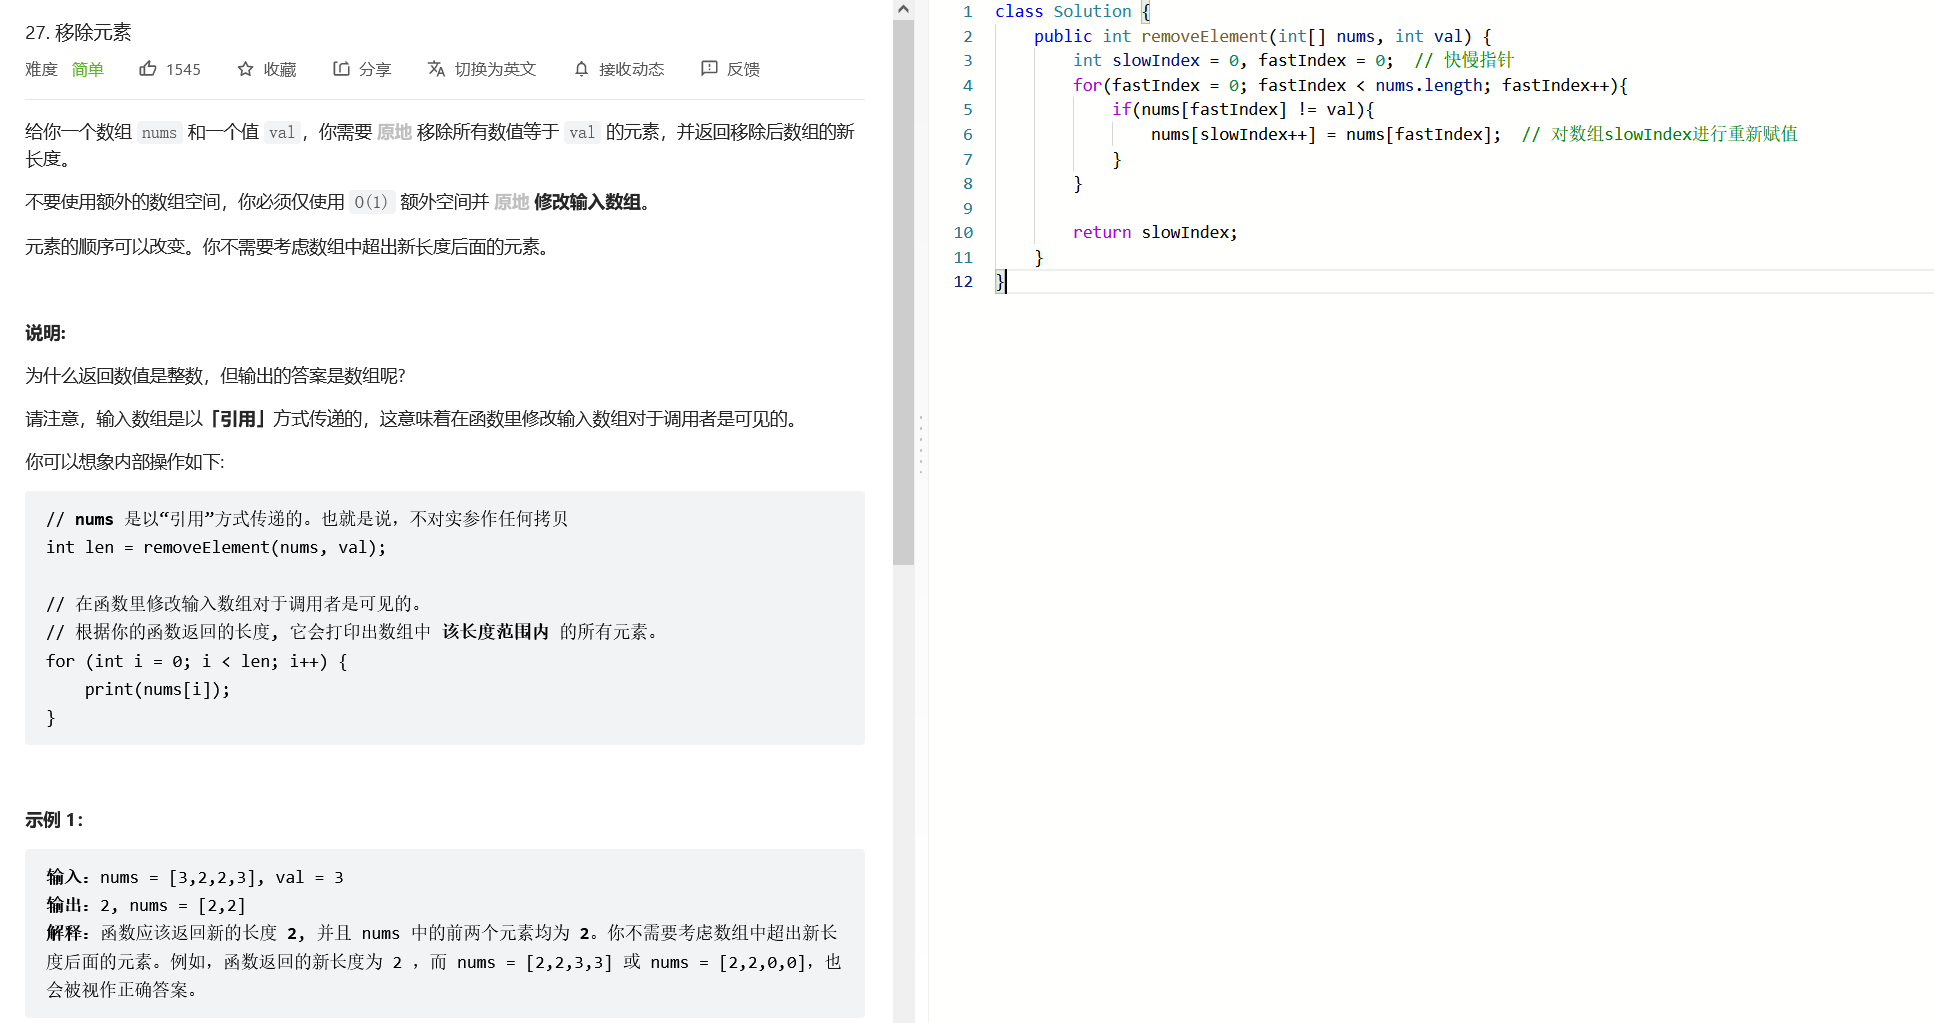 27. 移除元素
难度 简单 1545 收藏 分享 切换为英文 接收动态 反馈
给你一个数组 nums 和一个值 val，你需要 原地 移除所有数值等于 val 的元素，并返回移除后数组的新
长度。
不要使用额外的数组空间，你必须仅使用 O(1) 额外空间并 原地 修改输入数组。
元素的顺序可以改变。你不需要考虑数组中超出新长度后面的元素。
说明:
为什么返回数值是整数，但输出的答案是数组呢?
请注意，输入数组是以「引用」方式传递的，这意味着在函数里修改输入数组对于调用者是可见的。
你可以想象内部操作如下:
// nums 是以“引用”方式传递的。也就是说，不对实参作任何拷贝
int len = removeElement(nums, val);
// 在函数里修改输入数组对于调用者是可见的。
// 根据你的函数返回的长度, 它会打印出数组中 该长度范围内 的所有元素。
for (int i = 0; i < len; i++) {
    print(nums[i]);
}
示例 1：
输入：nums = [3,2,2,3], val = 3
输出：2, nums = [2,2]
解释：函数应该返回新的长度 2, 并且 nums 中的前两个元素均为 2。你不需要考虑数组中超出新长
度后面的元素。例如，函数返回的新长度为 2 ，而 nums = [2,2,3,3] 或 nums = [2,2,0,0]，也
会被视作正确答案。
1 class Solution {
2     public int removeElement(int[] nums, int val) {
3         int slowIndex = 0, fastIndex = 0;  // 快慢指针
4         for(fastIndex = 0; fastIndex < nums.length; fastIndex++){
5             if(nums[fastIndex] != val){
6                 nums[slowIndex++] = nums[fastIndex];  // 对数组slowIndex进行重新赋值
7             }
8         }
9
10         return slowIndex;
11     }
12 }